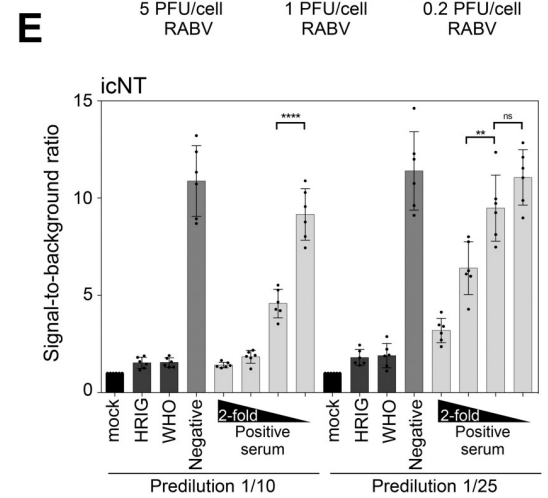 5 PFU/cell
RABV
1 PFU/cell
RABV
0.2 PFU/cell
RABV
E
icNT
Signal-to-background ratio
15
10
5
0
****
**
ns
mock
HRIG
WHO
Negative
2-fold
Positive
serum
mock
HRIG
WHO
Negative
2-fold
Positive
serum
Predilution 1/10
Predilution 1/25